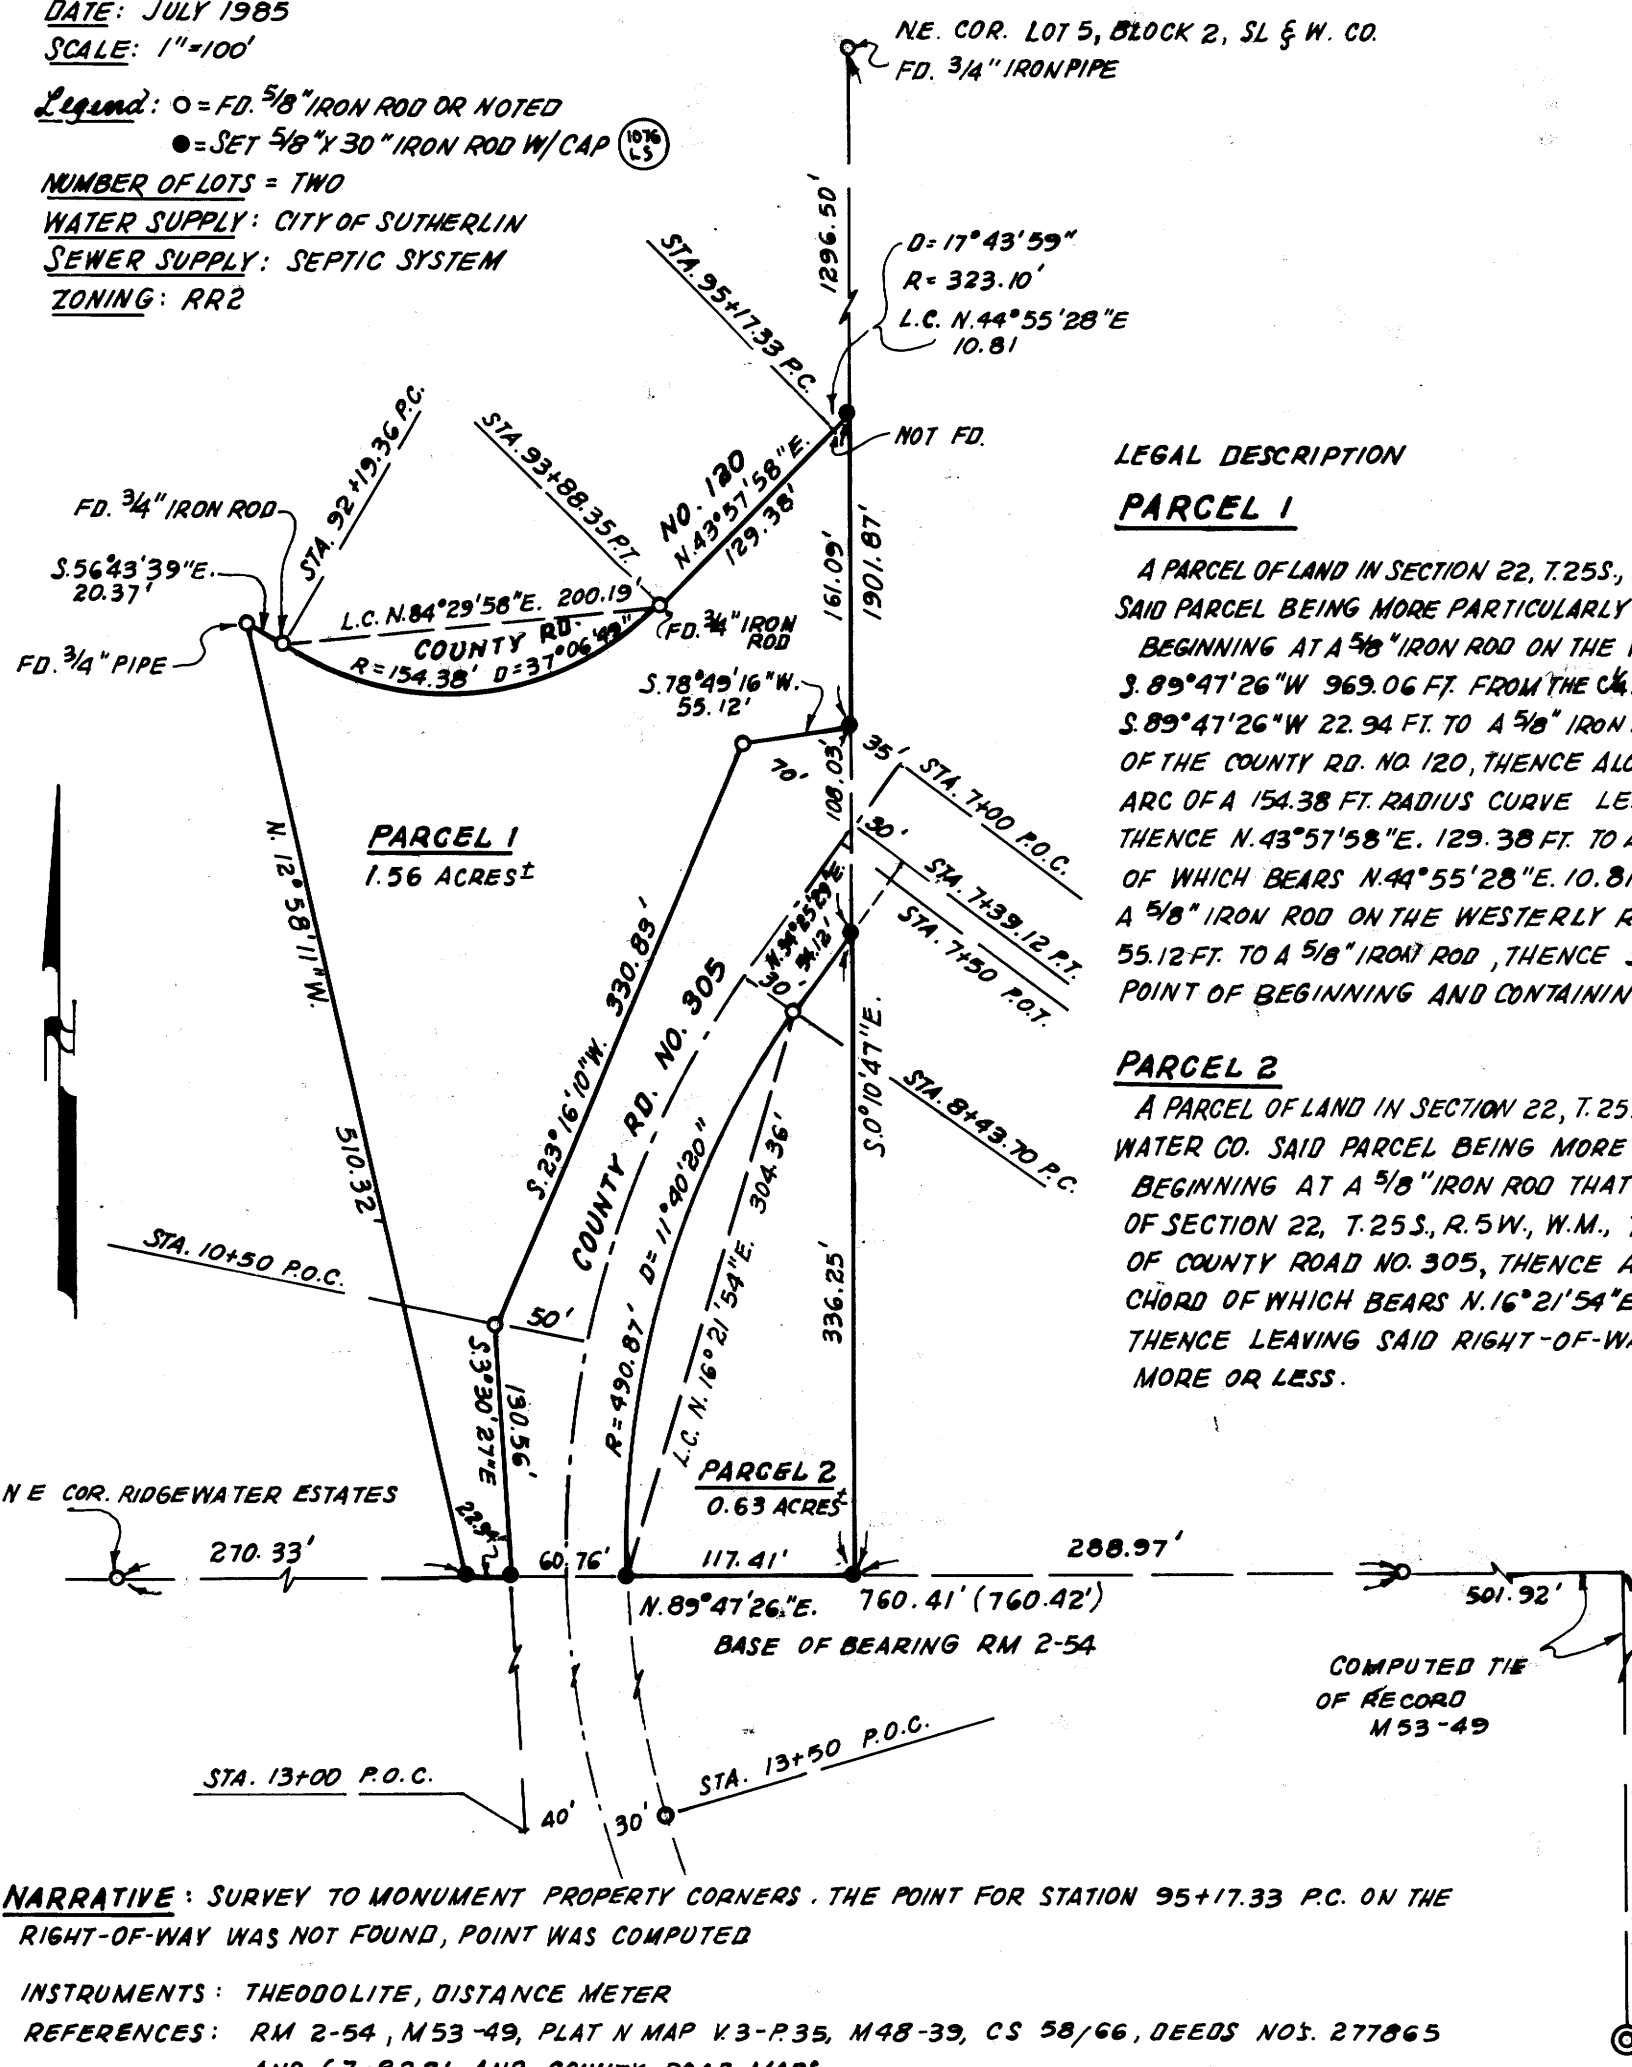 DATE: JULY 1985
SCALE: 1"=100'
Legend: O = FD. 5/8" IRON ROD OR NOTED
● = SET 5/8" X 30" IRON ROD W/ CAP 1076 LS
NUMBER OF LOTS = TWO
WATER SUPPLY: CITY OF SUTHERLIN
SEWER SUPPLY: SEPTIC SYSTEM
ZONING: RR2
N.E. COR. LOT 5, BLOCK 2, SL & W. CO.
FD. 3/4" IRON PIPE
1296.50'
D= 17°43'59"
R= 323.10'
L.C. N.44°55'28"E
10.81
STA. 95+17.33 P.C.
NOT FD.
STA. 92+19.36 P.C.
STA. 93+88.35 P.T.
NO. 120
N.43°57'58"E.
129.38'
FD. 3/4" IRON ROD
S.56°43'39"E.
20.37'
FD. 3/4" PIPE
L.C. N.84°29'58"E. 200.19'
COUNTY RD.
R=154.38' D=37°06'49"
FD. 3/4" IRON
ROD
161.09'
1901.87'
S.78°49'16"W.
55.12'
70'
108.03'
35'
STA. 7+00 P.O.C.
30'
STA. 7+39.12 P.T.
STA. 7+50 P.O.T.
PARCEL 1
1.56 ACRES±
N. 12°58'11"W.
510.32'
S.23°16'10"W. 330.83'
COUNTY RD. NO. 305
N.34°25'29"E
54.12'
30'
STA. 8+43.70 P.C.
S.0°10'47"E.
336.25'
R=490.87' D=11°40'20"
L.C. N. 16°21'54"E. 304.36'
STA. 10+50 P.O.C.
50'
S.3°30'27"E
130.56'
PARCEL 2
0.63 ACRES±
N E COR. RIDGEWATER ESTATES
270.33'
22.94'
60.76'
117.41'
288.97'
501.92'
N.89°47'26"E. 760.41' (760.42')
BASE OF BEARING RM 2-54
COMPUTED TIE
OF RECORD
M 53-49
STA. 13+00 P.O.C.
40'
30'
STA. 13+50 P.O.C.
LEGAL DESCRIPTION
PARCEL 1
A PARCEL OF LAND IN SECTION 22, T.25S.,
SAID PARCEL BEING MORE PARTICULARLY
BEGINNING AT A 5/8" IRON ROD ON THE
S.89°47'26"W 969.06 FT. FROM THE C1/4
S.89°47'26"W 22.94 FT. TO A 5/8" IRON
OF THE COUNTY RD. NO. 120, THENCE
ARC OF A 154.38 FT. RADIUS CURVE
THENCE N.43°57'58"E. 129.38 FT. TO
OF WHICH BEARS N.44°55'28"E. 10.81
A 5/8" IRON ROD ON THE WESTERLY
55.12 FT. TO A 5/8" IRON ROD, THENCE
POINT OF BEGINNING AND CONTAININ
PARCEL 2
A PARCEL OF LAND IN SECTION 22, T.25
WATER CO. SAID PARCEL BEING MORE
BEGINNING AT A 5/8" IRON ROD THAT
OF SECTION 22, T.25S., R.5W., W.M.,
OF COUNTY ROAD NO. 305, THENCE
CHORD OF WHICH BEARS N.16°21'54"E
THENCE LEAVING SAID RIGHT-OF-WA
MORE OR LESS.
NARRATIVE: SURVEY TO MONUMENT PROPERTY CORNERS. THE POINT FOR STATION 95+17.33 P.C. ON THE
RIGHT-OF-WAY WAS NOT FOUND, POINT WAS COMPUTED
INSTRUMENTS: THEODOLITE, DISTANCE METER
REFERENCES: RM 2-54, M53-49, PLAT N MAP V.3-P.35, M48-39, CS 58/66, DEEDS NOS. 277865